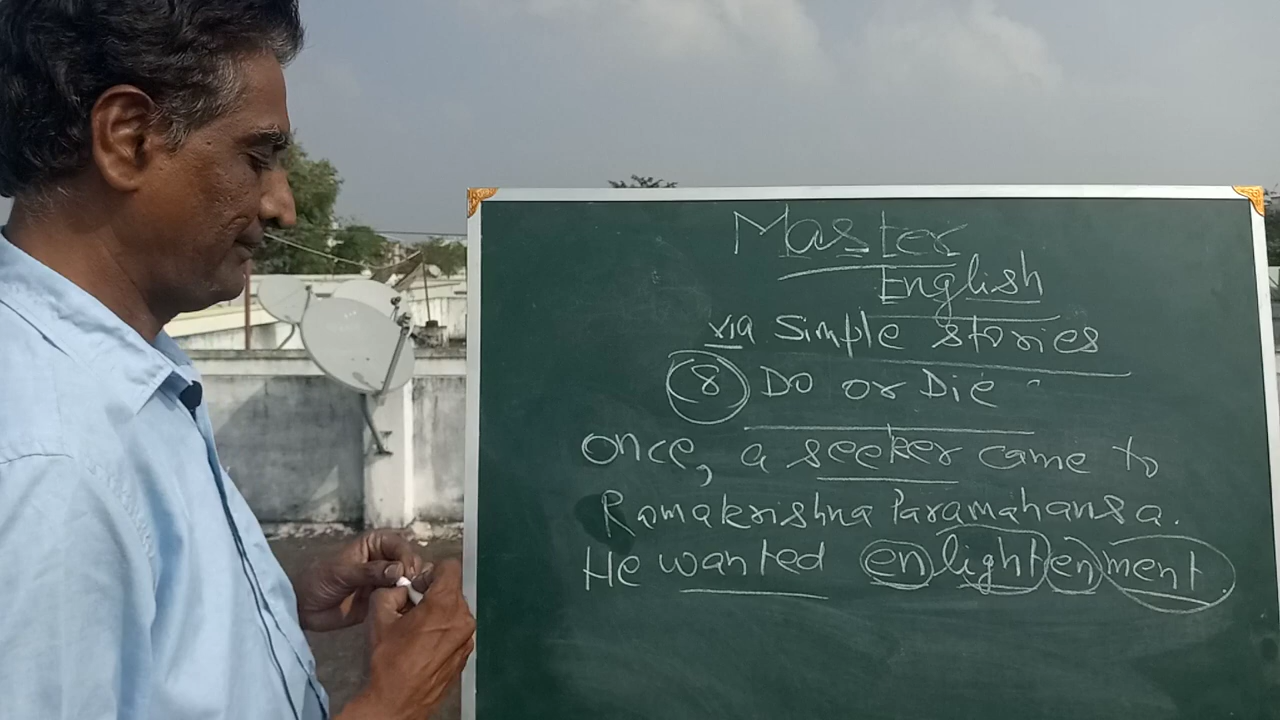 Master
English
via simple stories
8 Do or Die
Once, a seeker came to
Ramakrishna Paramahansa.
He wanted enlightenment.